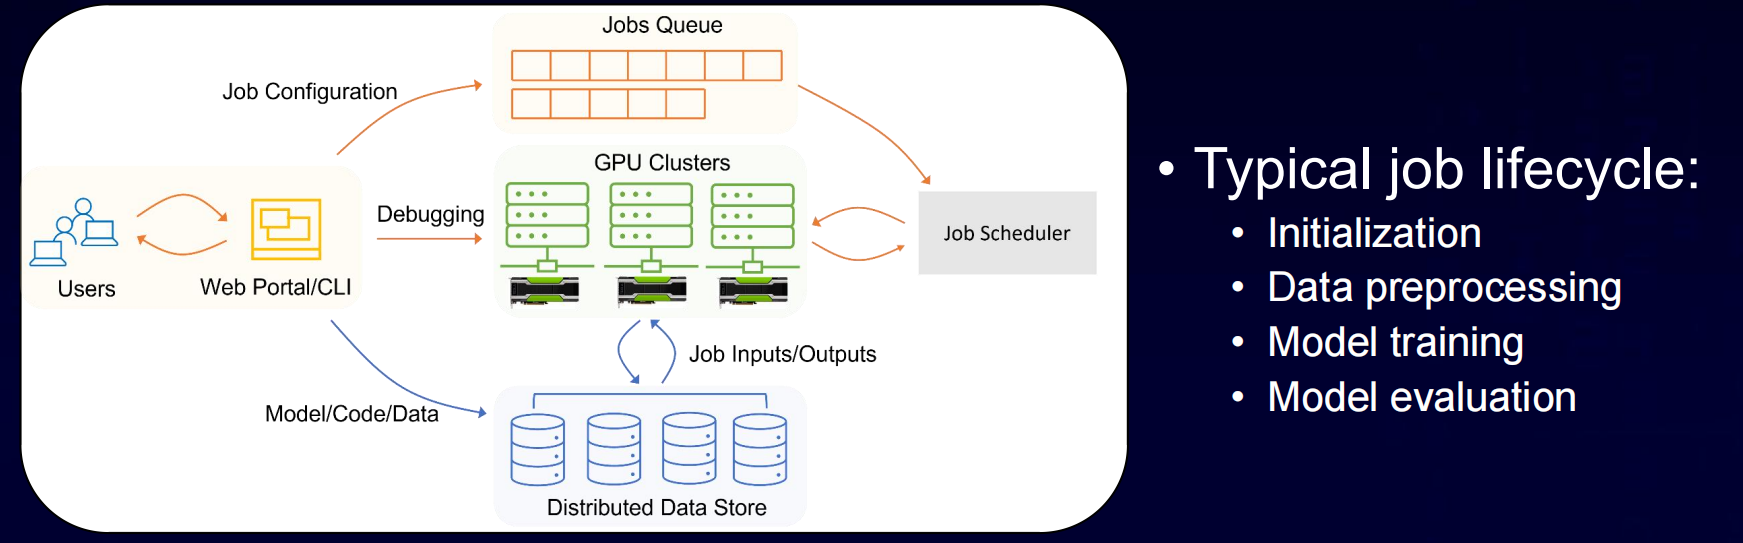 Jobs Queue
Job Configuration
GPU Clusters
Debugging
Job Scheduler
Users
Web Portal/CLI
Job Inputs/Outputs
Model/Code/Data
Distributed Data Store
• Typical job lifecycle:
• Initialization
• Data preprocessing
• Model training
• Model evaluation